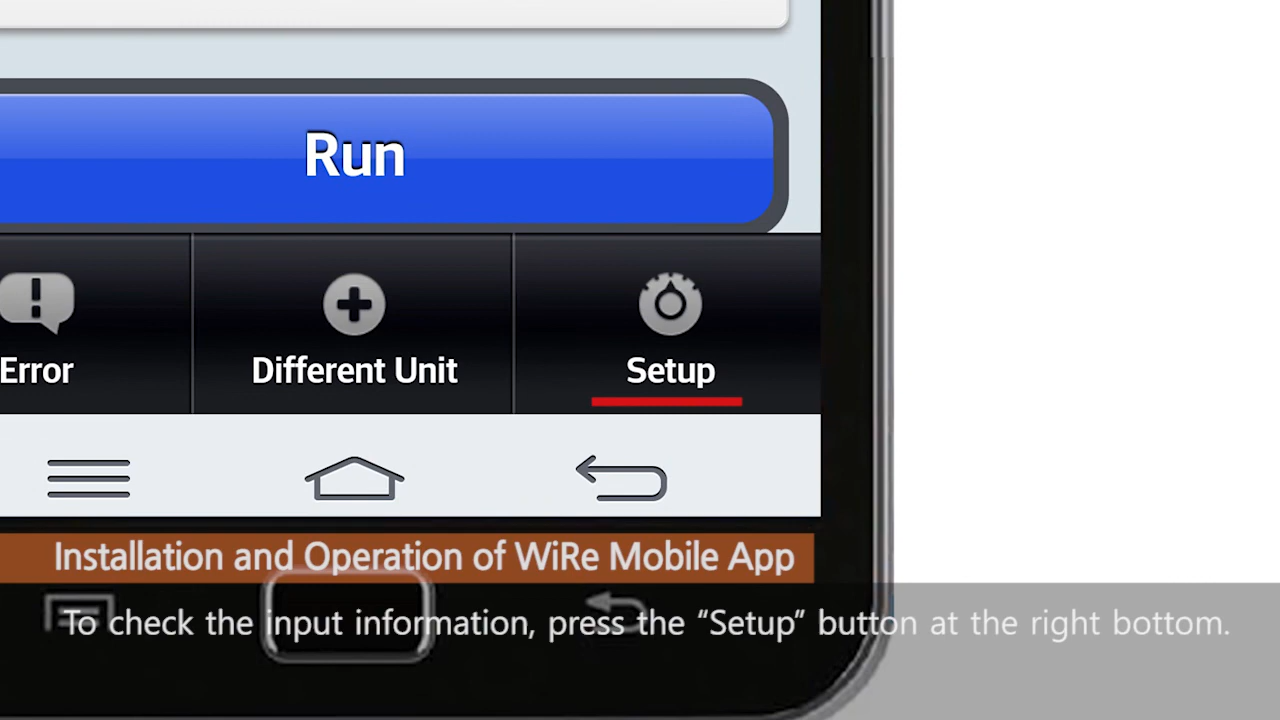 Run
Error
Different Unit
Setup
Installation and Operation of WiRe Mobile App
To check the input information, press the “Setup” button at the right bottom.